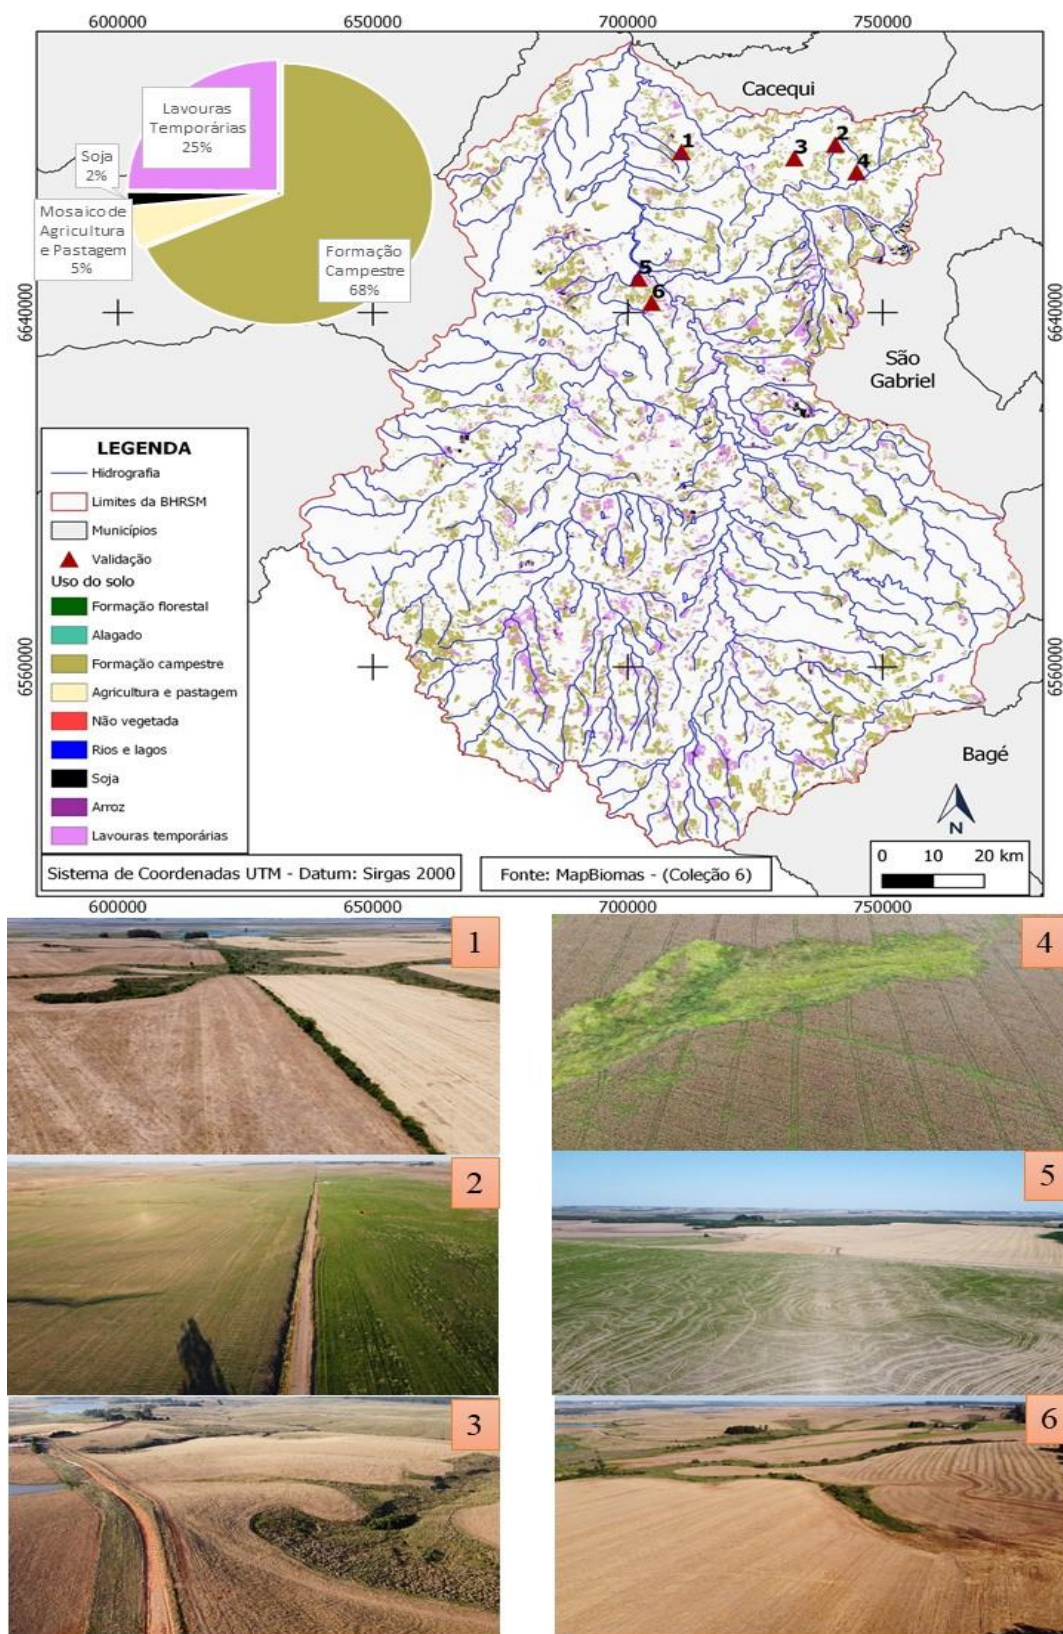 600000 650000 700000 750000
Cacequi
Lavouras
Temporárias
25%
Soja
2%
Mosaico de
Agricultura
e Pastagem
5%
Formação
Campestre
68%
1
2
3
4
5
6
6640000
6640000
São
Gabriel
LEGENDA
Hidrografia
Limites da BHRSM
Municípios
Validação
Uso do solo
Formação florestal
Alagado
Formação campestre
Agricultura e pastagem
Não vegetada
Rios e lagos
Soja
Arroz
Lavouras temporárias
6560000
6560000
Bagé
N
0 10 20 km
Sistema de Coordenadas UTM - Datum: Sirgas 2000
Fonte: MapBiomas - (Coleção 6)
600000 650000 700000 750000
1
4
2
5
3
6